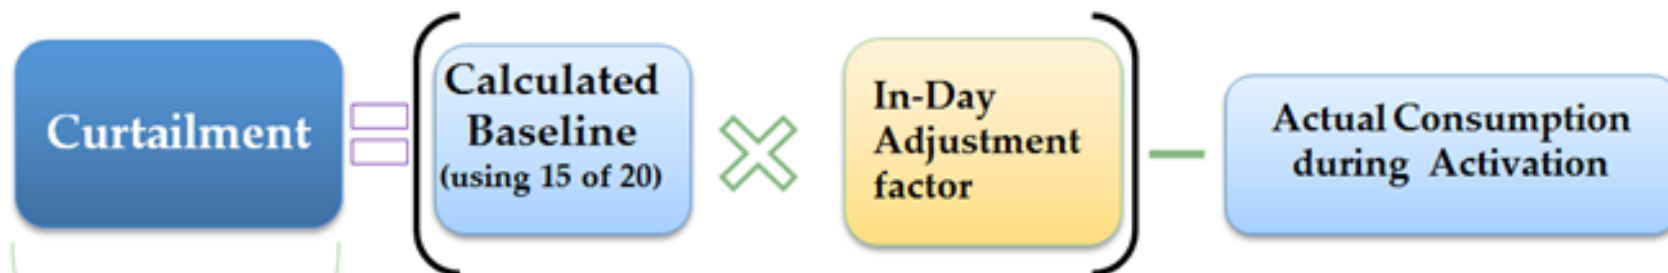 Curtailment
Calculated
Baseline
(using 15 of 20)
In-Day
Adjustment
factor
Actual Consumption
during Activation